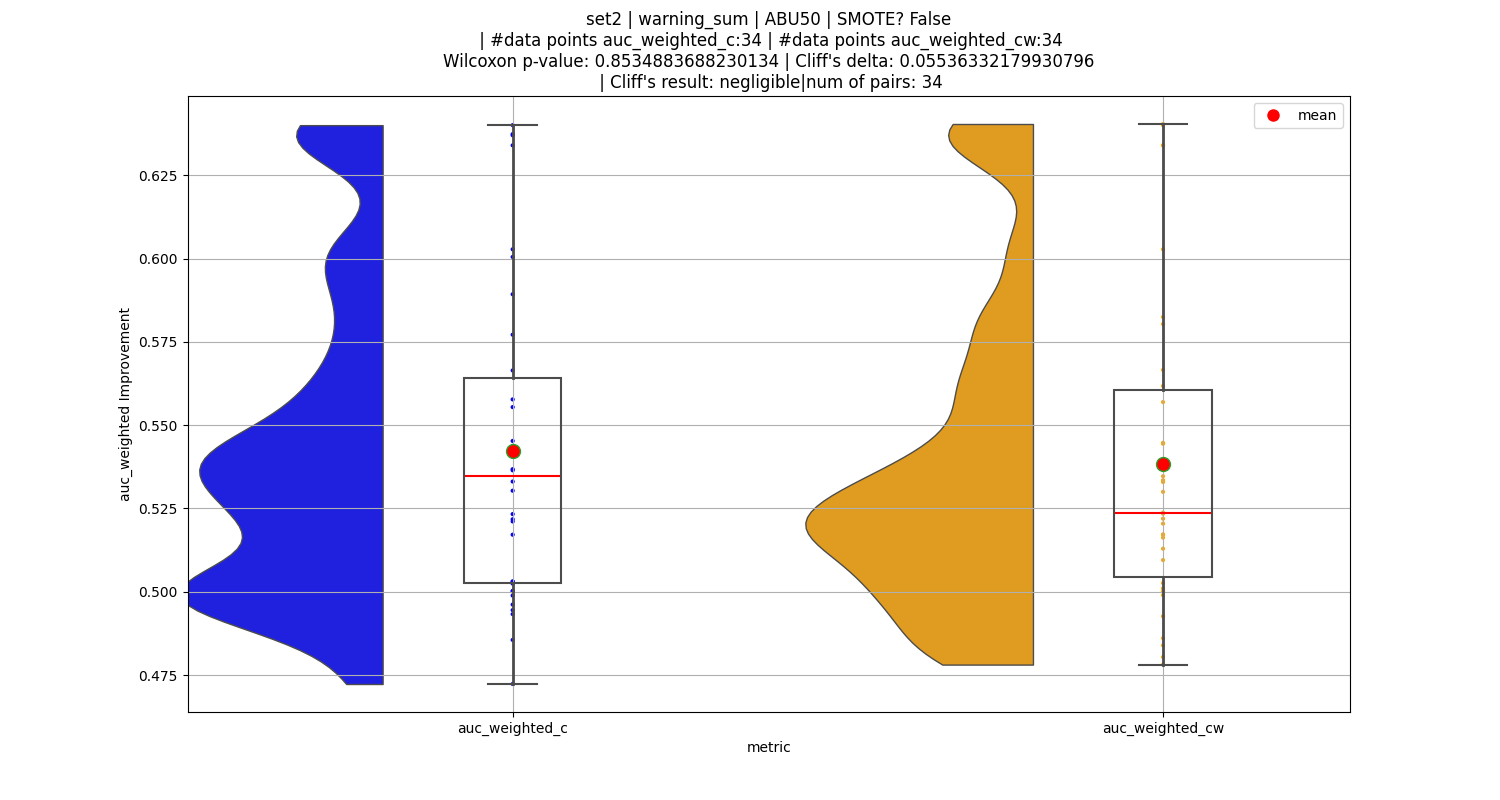 set2 | warning_sum | ABU50 | SMOTE? False
| #data points auc_weighted_c:34 | #data points auc_weighted_cw:34
Wilcoxon p-value: 0.8534883688230134 | Cliff's delta: 0.05536332179930796
| Cliff's result: negligible|num of pairs: 34
mean
0.625
0.600
0.575
0.550
0.525
0.500
0.475
auc_weighted Improvement
auc_weighted_c
auc_weighted_cw
metric